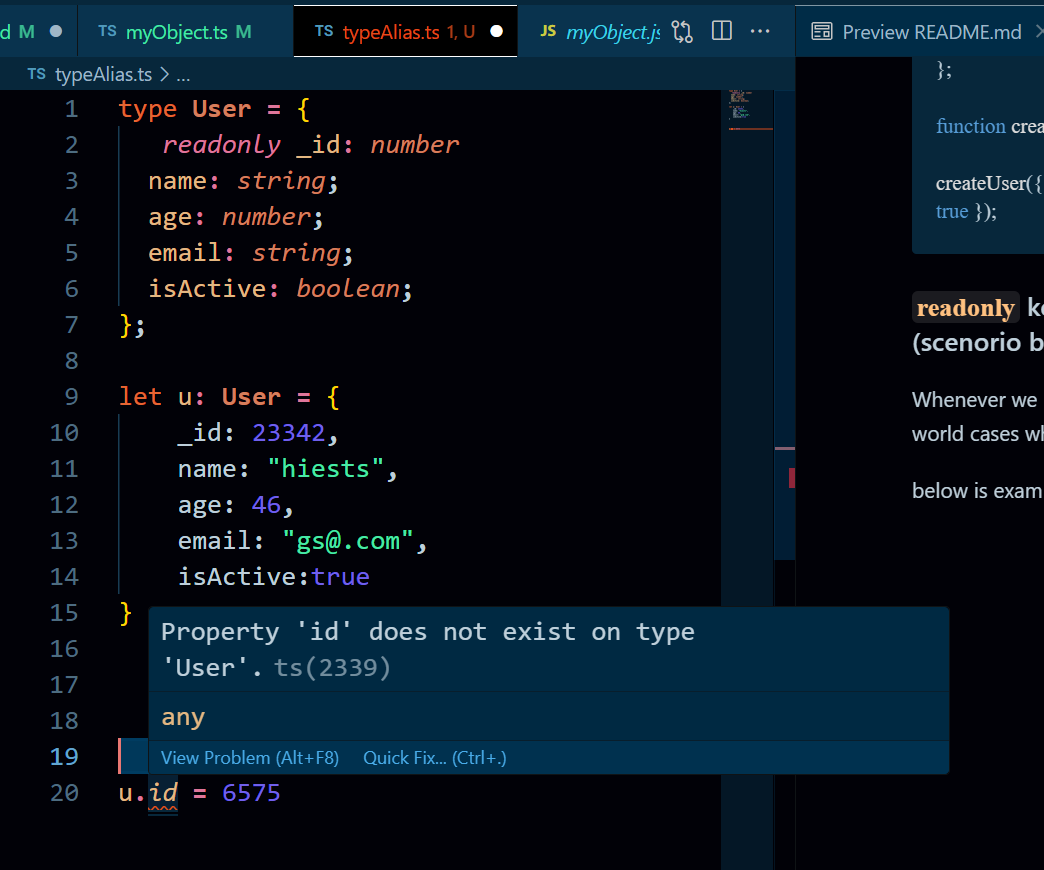 d M
TS myObject.ts M
TS typeAlias.ts 1, U
JS myObject.js
Preview README.md
TS typeAlias.ts > ...
1 type User = {
2 readonly _id: number
3 name: string;
4 age: number;
5 email: string;
6 isActive: boolean;
7 };
8
9 let u: User = {
10 _id: 23342,
11 name: "hiests",
12 age: 46,
13 email: "gs@.com",
14 isActive:true
15 }
16
17
18
19
20 u.id = 6575
Property 'id' does not exist on type
'User'. ts(2339)
any
View Problem (Alt+F8) Quick Fix... (Ctrl+.)
};
function crea
createUser({
true });
readonly k
(scenorio b
Whenever we
world cases wh
below is exam